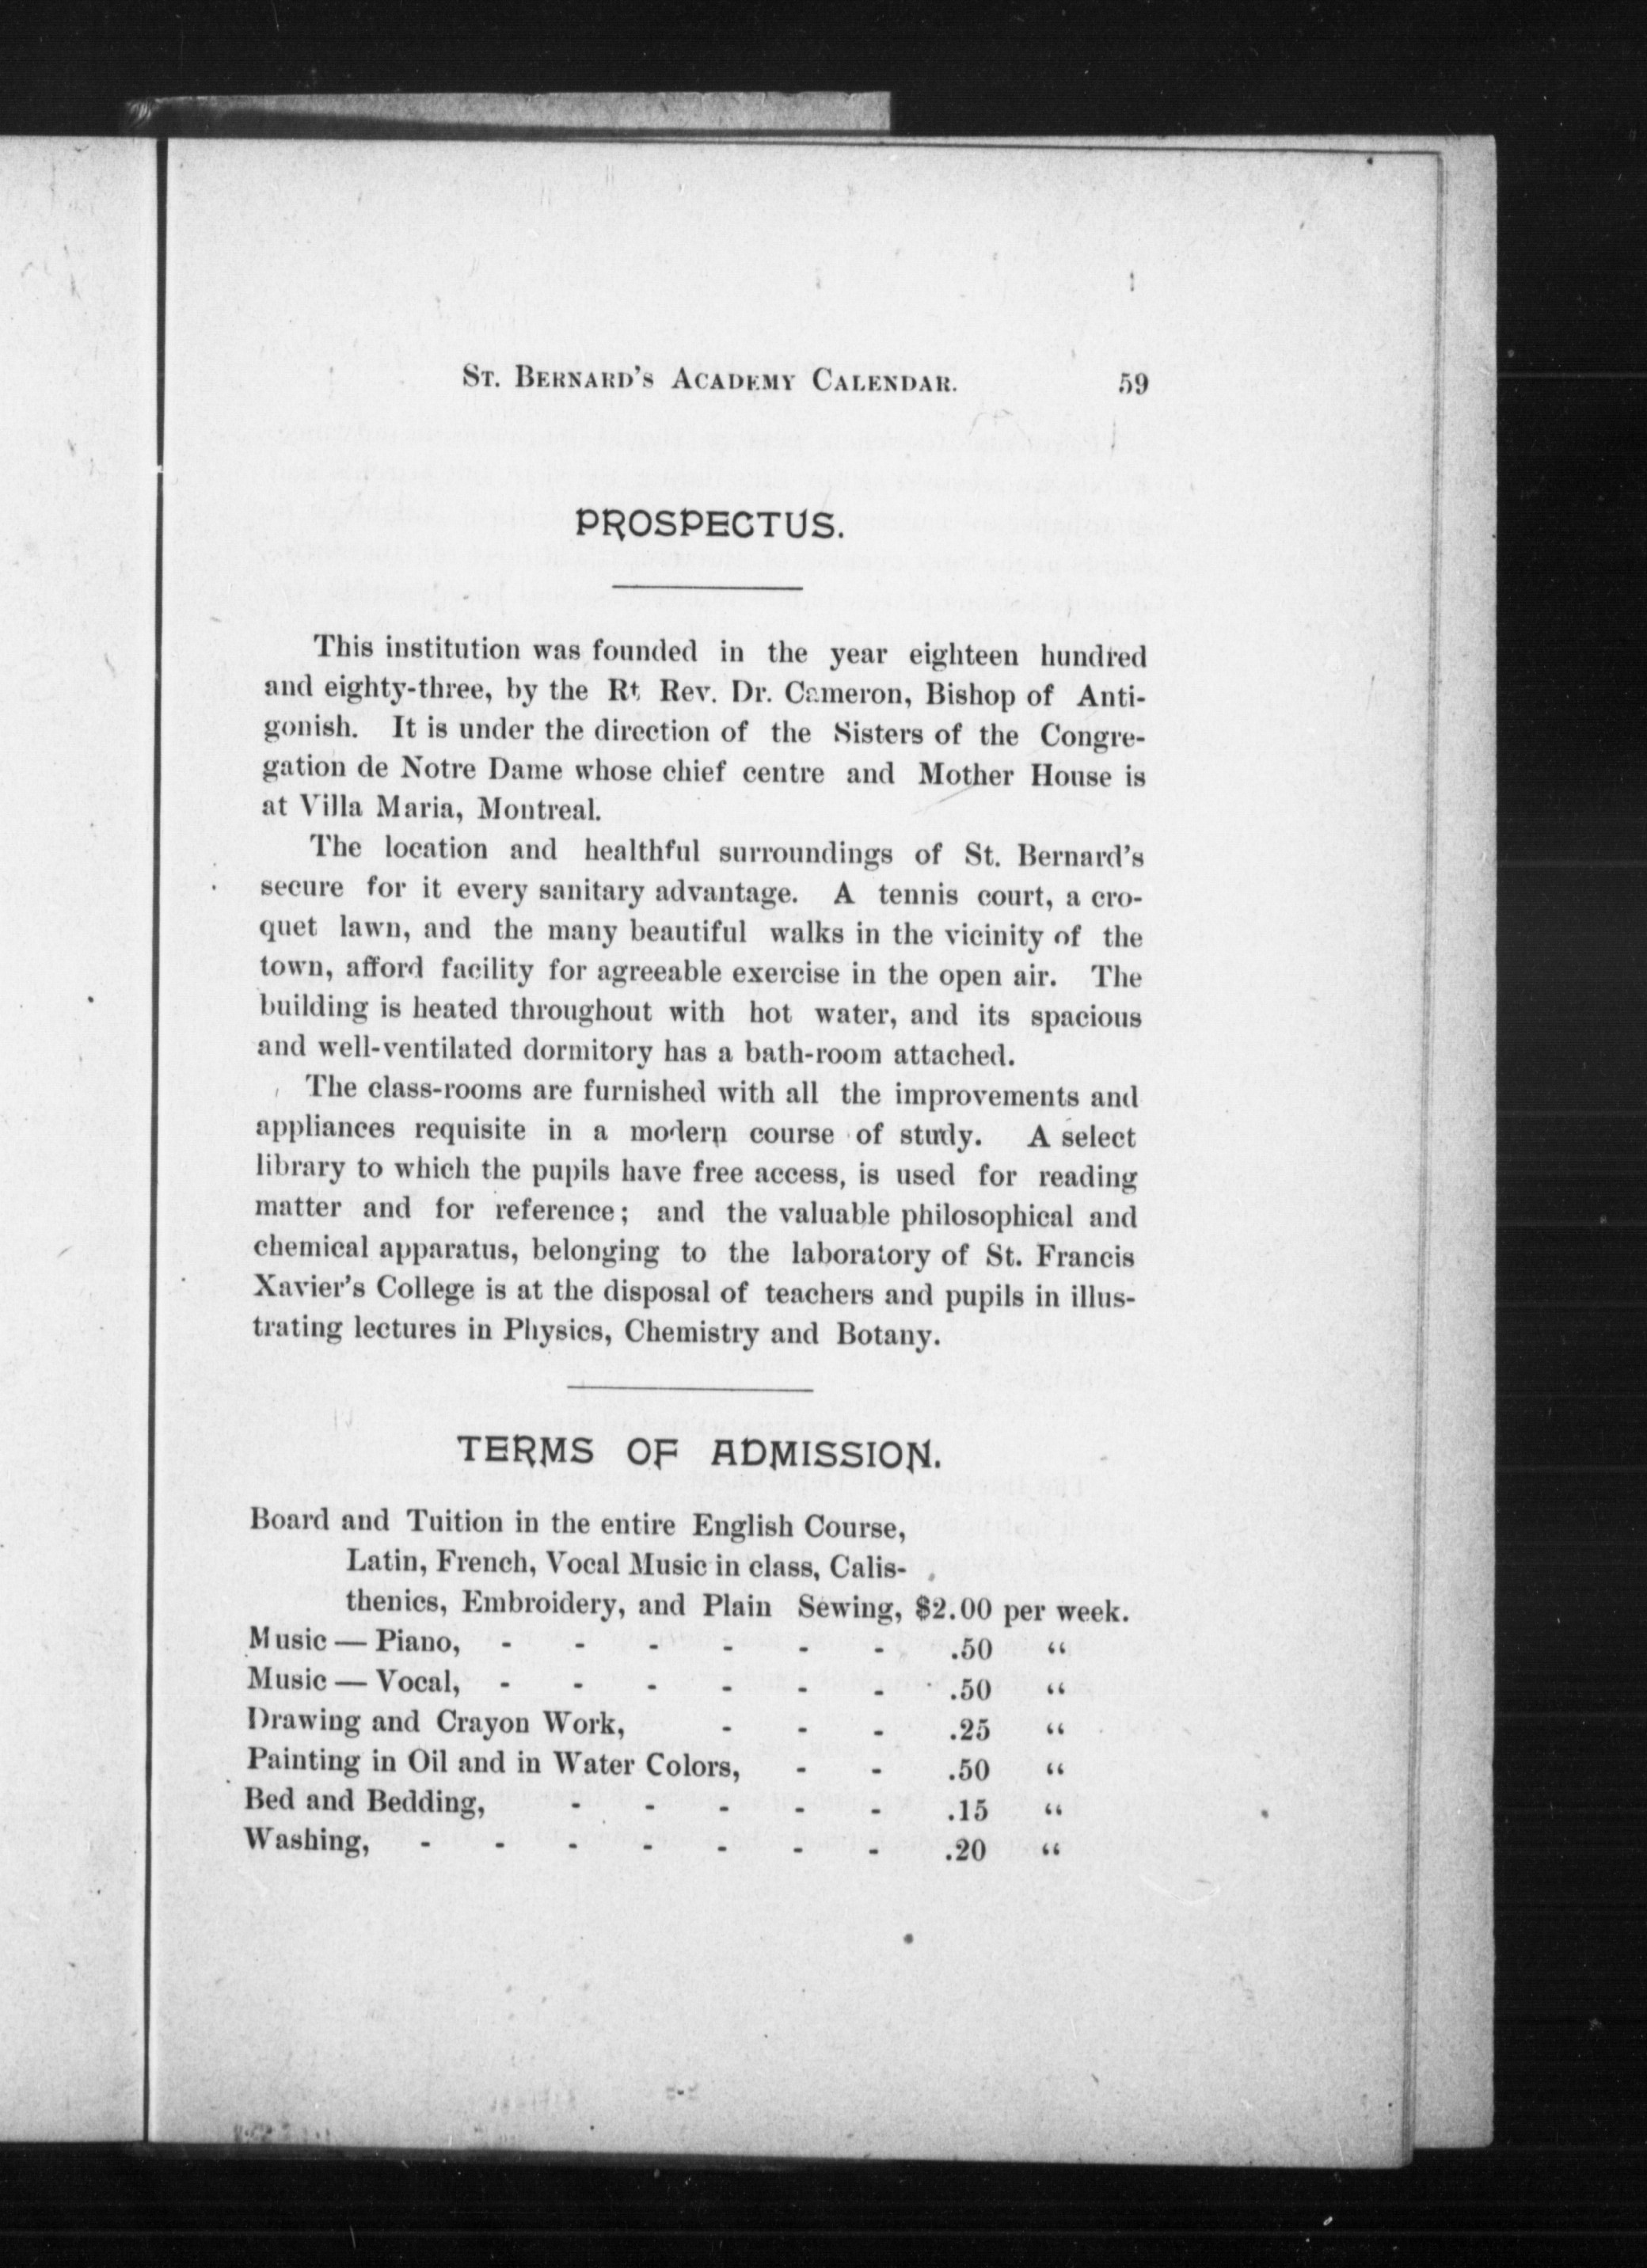 St. Bernard's Academy Calendar. 59
PROSPECTUS.
This institution was founded in the year eighteen hundred
and eighty-three, by the Rt. Rev. Dr. Cameron, Bishop of Anti-
gonish. It is under the direction of the Sisters of the Congre-
gation de Notre Dame whose chief centre and Mother House is
at Villa Maria, Montreal.
The location and healthful surroundings of St. Bernard's
secure for it every sanitary advantage. A tennis court, a cro-
quet lawn, and the many beautiful walks in the vicinity of the
town, afford facility for agreeable exercise in the open air. The
building is heated throughout with hot water, and its spacious
and well-ventilated dormitory has a bath-room attached.
The class-rooms are furnished with all the improvements and
appliances requisite in a modern course of study. A select
library to which the pupils have free access, is used for reading
matter and for reference; and the valuable philosophical and
chemical apparatus, belonging to the laboratory of St. Francis
Xavier's College is at the disposal of teachers and pupils in illus-
trating lectures in Physics, Chemistry and Botany.
TERMS OF ADMISSION.
Board and Tuition in the entire English Course,
Latin, French, Vocal Music in class, Calis-
thenics, Embroidery, and Plain Sewing, $2.00 per week.
Music — Piano, - - - - - - .50 "
Music — Vocal, - - - - - - .50 "
Drawing and Crayon Work, - - - .25 "
Painting in Oil and in Water Colors, - - .50 "
Bed and Bedding, - - - - - .15 "
Washing, - - - - - - - .20 "